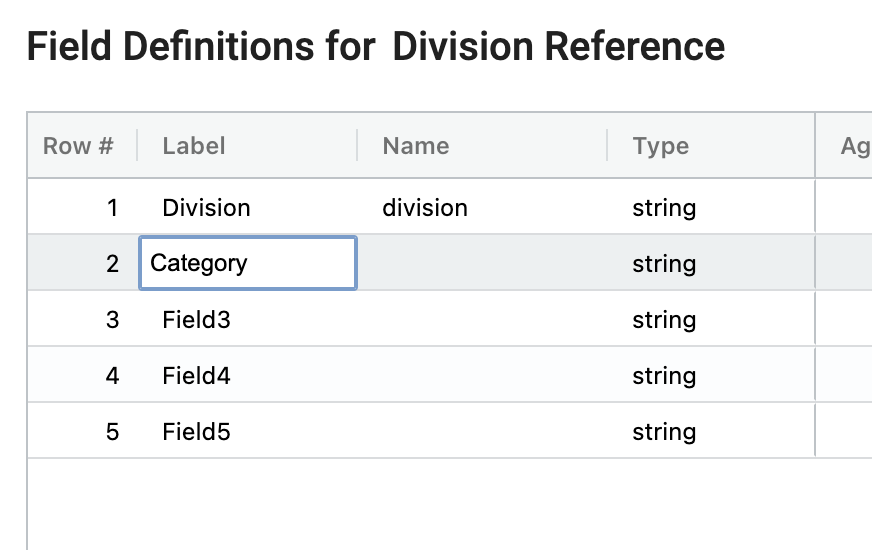 Field Definitions for Division Reference
Row # Label Name Type Ag
1 Division division string
2 Category string
3 Field3 string
4 Field4 string
5 Field5 string